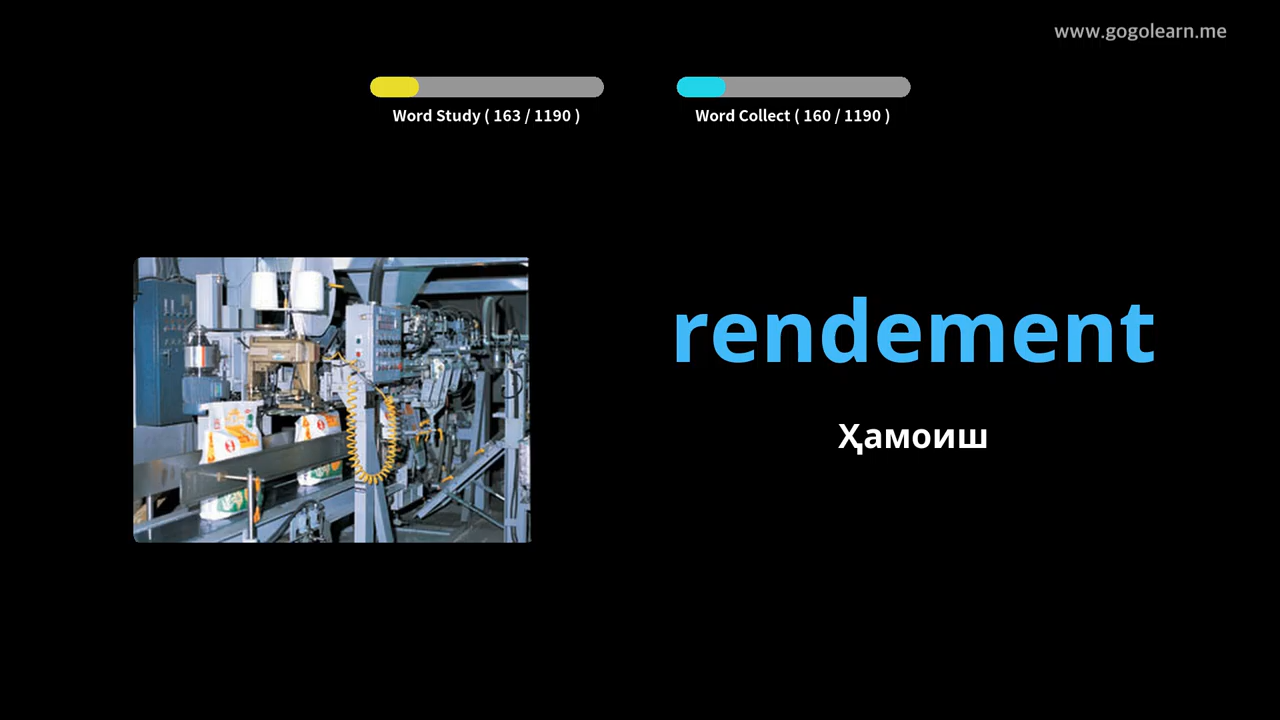 www.gogolearn.me
Word Study ( 163 / 1190 )
Word Collect ( 160 / 1190 )
rendement
Ҳамоиш